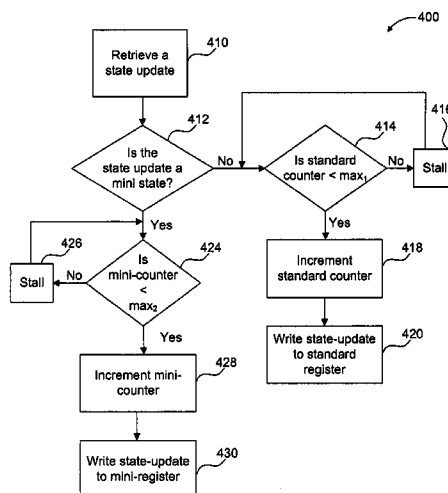 400
Retrieve a
state update
410
412
Is the
state update a
mini state?
No
414
Is standard
counter < max₁
No
416
Stall
Yes
Yes
426
Stall
No
424
Is
mini-counter
<
max₂
418
Increment
standard counter
Yes
420
Write state-update
to standard
register
428
Increment mini-
counter
430
Write state-update
to mini-register